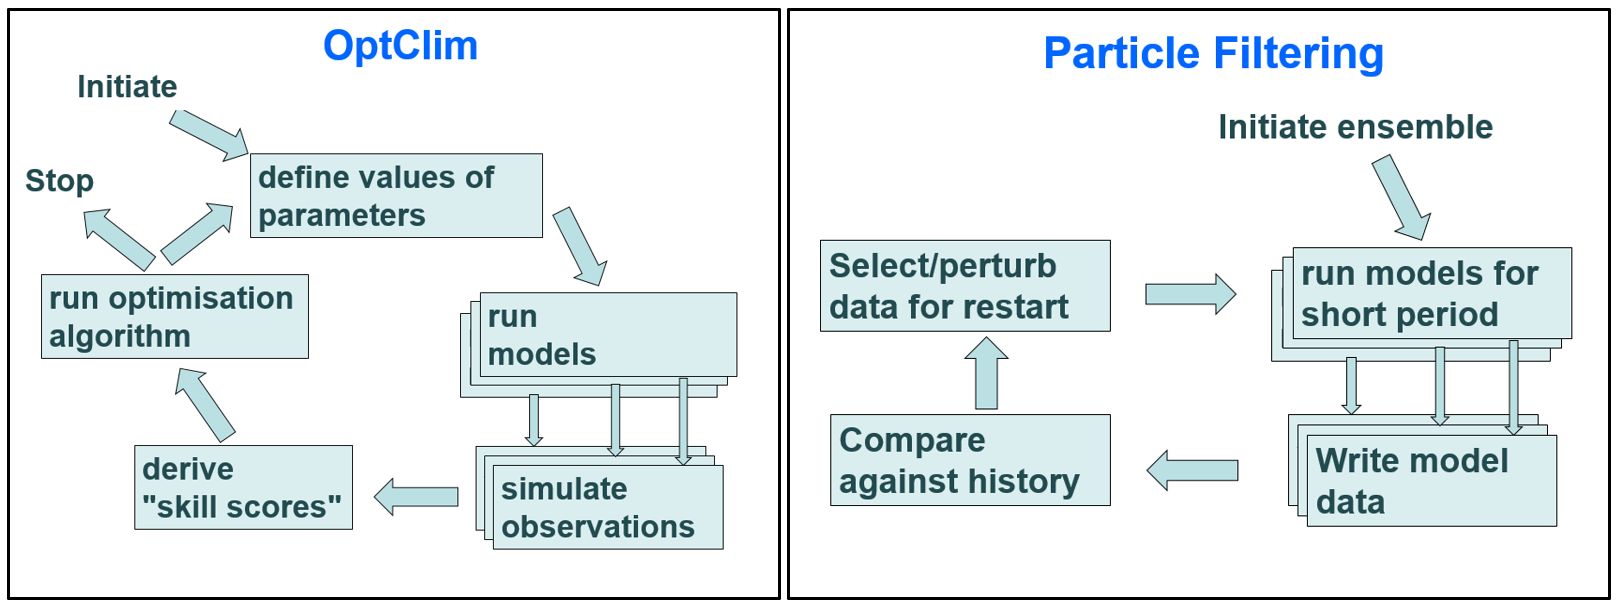 OptClim
Initiate
Stop
define values of
parameters
run optimisation
algorithm
run
models
derive
"skill scores"
simulate
observations
Particle Filtering
Initiate ensemble
Select/perturb
data for restart
run models for
short period
Compare
against history
Write model
data